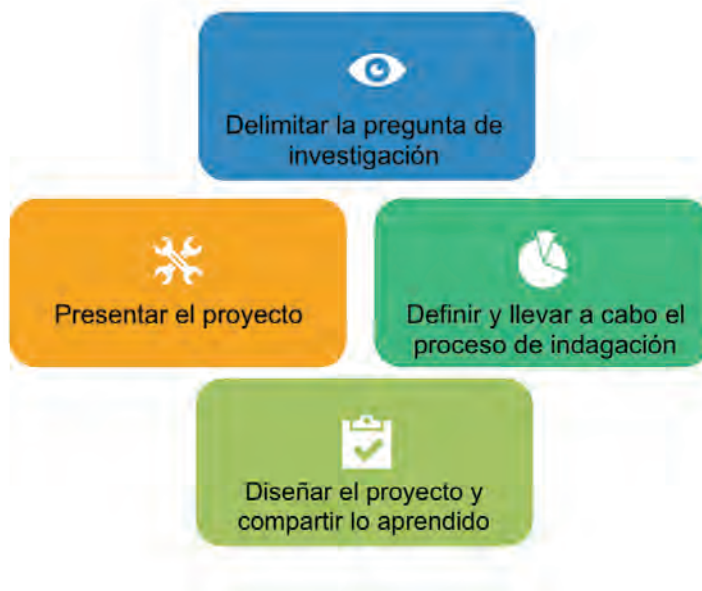 Delimitar la pregunta de
investigación
Presentar el proyecto
Definir y llevar a cabo el
proceso de indagación
Diseñar el proyecto y
compartir lo aprendido